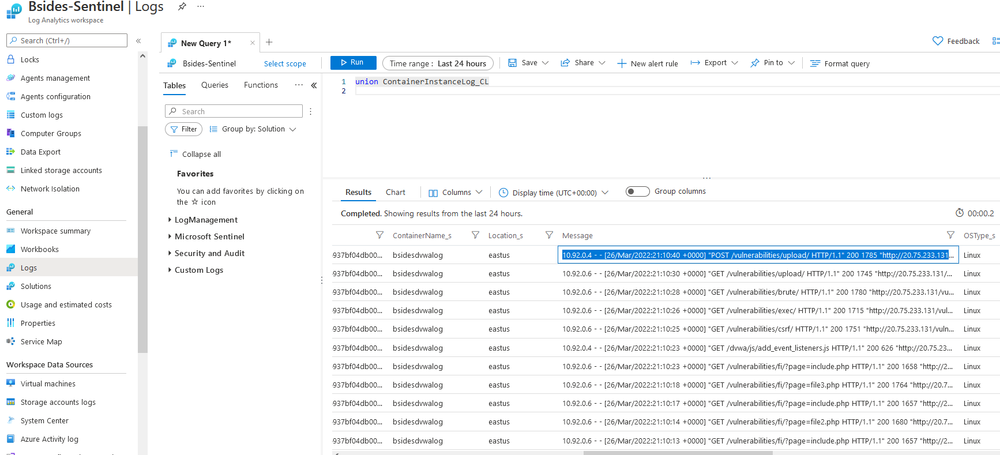 Bsides-Sentinel | Logs ···
Log Analytics workspace
Search (Ctrl+/) «
Locks
Agents management
Agents configuration
Custom logs
Computer Groups
Data Export
Linked storage accounts
Network Isolation
General
Workspace summary
Workbooks
Logs
Solutions
Usage and estimated costs
Properties
Service Map
Workspace Data Sources
Virtual machines
Storage accounts logs
System Center
Azure Activity log
New Query 1* × +
Feedback
Bsides-Sentinel Select scope
Run Time range : Last 24 hours Save Share New alert rule Export Pin to Format query
Tables Queries Functions ··· «
Search
Filter Group by: Solution
Collapse all
Favorites
You can add favorites by clicking on
the ☆ icon
LogManagement
Microsoft Sentinel
Security and Audit
Custom Logs
1 union ContainerInstanceLog_CL
2
Results Chart Columns Display time (UTC+00:00) Group columns
Completed. Showing results from the last 24 hours. 00:00.2
ContainerName_s Location_s Message OSType_s
937bf04db00... bsidesdvwalog eastus 10.92.0.4 - - [26/Mar/2022:21:10:40 +0000] "POST /vulnerabilities/upload/ HTTP/1.1" 200 1785 "http://20.75.233.131... Linux
937bf04db00... bsidesdvwalog eastus 10.92.0.6 - - [26/Mar/2022:21:10:30 +0000] "GET /vulnerabilities/upload/ HTTP/1.1" 200 1745 "http://20.75.233.131/... Linux
937bf04db00... bsidesdvwalog eastus 10.92.0.6 - - [26/Mar/2022:21:10:28 +0000] "GET /vulnerabilities/brute/ HTTP/1.1" 200 1780 "http://20.75.233.131/vu... Linux
937bf04db00... bsidesdvwalog eastus 10.92.0.6 - - [26/Mar/2022:21:10:26 +0000] "GET /vulnerabilities/exec/ HTTP/1.1" 200 1715 "http://20.75.233.131/vul... Linux
937bf04db00... bsidesdvwalog eastus 10.92.0.6 - - [26/Mar/2022:21:10:25 +0000] "GET /vulnerabilities/csrf/ HTTP/1.1" 200 1751 "http://20.75.233.131/vuln... Linux
937bf04db00... bsidesdvwalog eastus 10.92.0.4 - - [26/Mar/2022:21:10:23 +0000] "GET /dvwa/js/add_event_listeners.js HTTP/1.1" 200 626 "http://20.75.23... Linux
937bf04db00... bsidesdvwalog eastus 10.92.0.6 - - [26/Mar/2022:21:10:23 +0000] "GET /vulnerabilities/fi/?page=include.php HTTP/1.1" 200 1658 "http://2... Linux
937bf04db00... bsidesdvwalog eastus 10.92.0.6 - - [26/Mar/2022:21:10:18 +0000] "GET /vulnerabilities/fi/?page=file3.php HTTP/1.1" 200 1764 "http://20.7... Linux
937bf04db00... bsidesdvwalog eastus 10.92.0.6 - - [26/Mar/2022:21:10:17 +0000] "GET /vulnerabilities/fi/?page=include.php HTTP/1.1" 200 1657 "http://2... Linux
937bf04db00... bsidesdvwalog eastus 10.92.0.6 - - [26/Mar/2022:21:10:14 +0000] "GET /vulnerabilities/fi/?page=file2.php HTTP/1.1" 200 1680 "http://20.7... Linux
937bf04db00... bsidesdvwalog eastus 10.92.0.6 - - [26/Mar/2022:21:10:13 +0000] "GET /vulnerabilities/fi/?page=include.php HTTP/1.1" 200 1657 "http://2... Linux